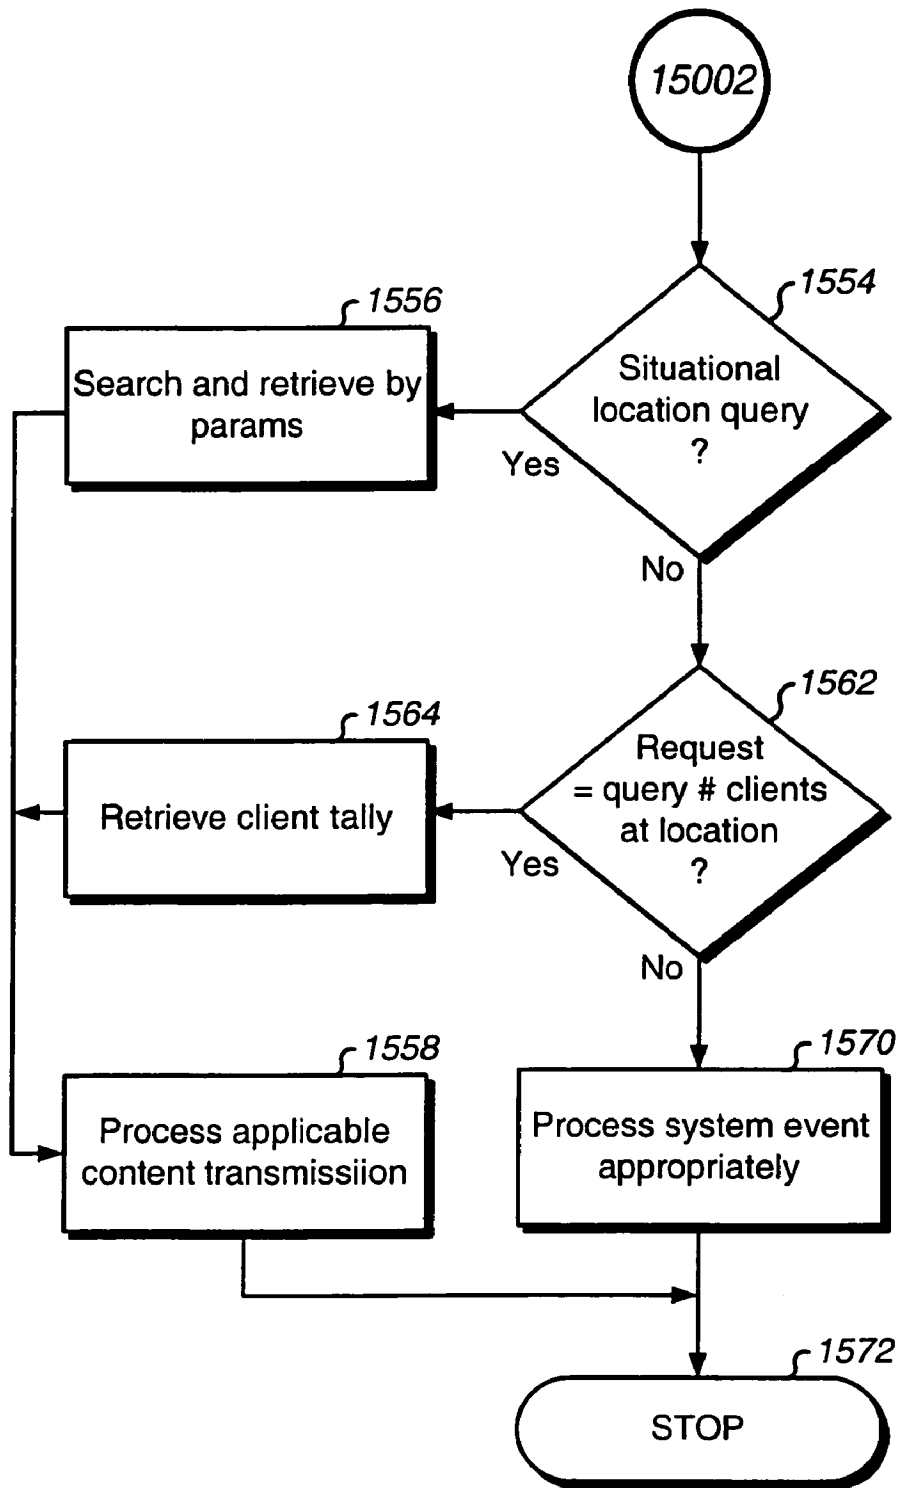 15002
1554
Situational
location query
?
Yes
No
1556
Search and retrieve by
params
1562
Request
= query # clients
at location
?
Yes
No
1564
Retrieve client tally
1558
Process applicable
content transmissiion
1570
Process system event
appropriately
1572
STOP